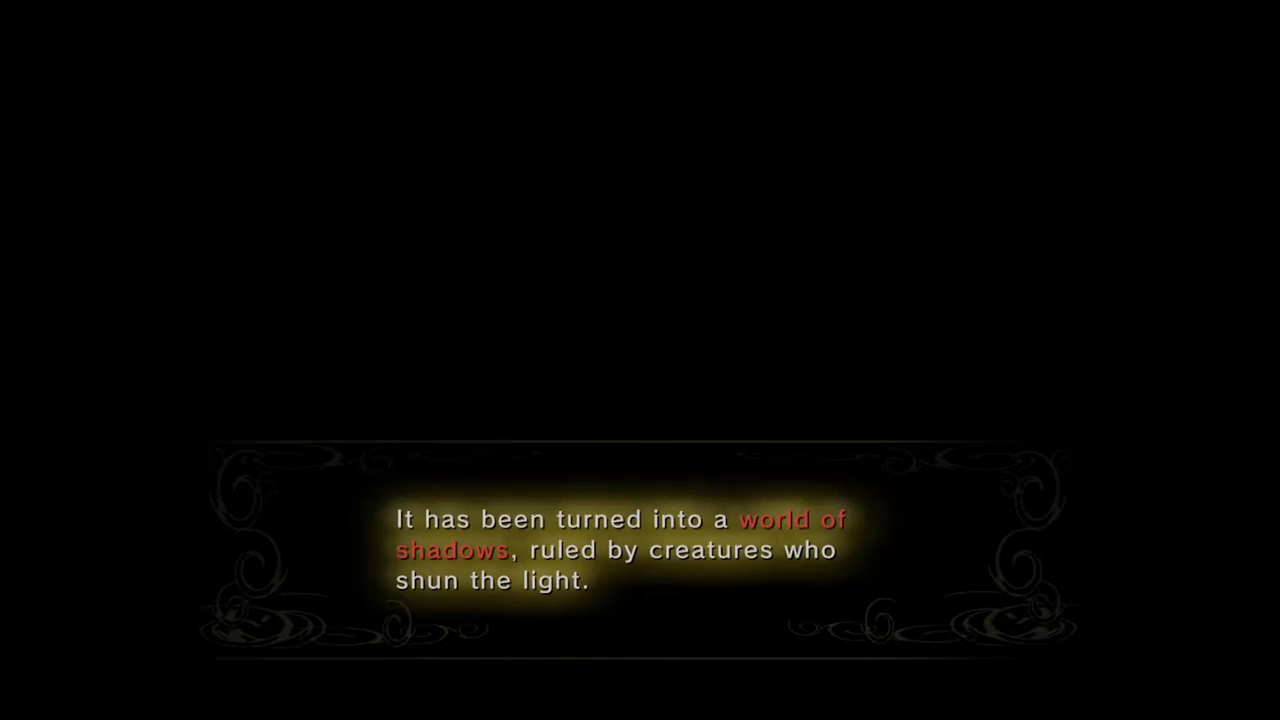 It has been turned into a world of
shadows, ruled by creatures who
shun the light.